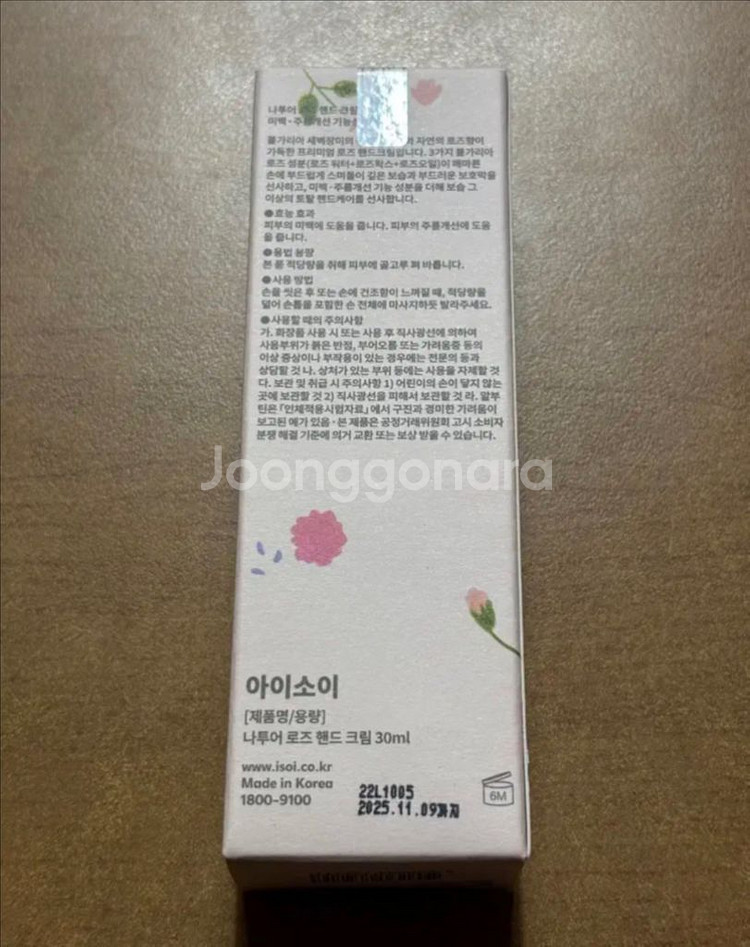 나투어 로즈 핸드 크림
미백·주름개선 기능
불가리아 새벽장미의 자연의 로즈향이
가득한 프리미엄 로즈 핸드크림입니다. 3가지 불가리아
로즈 성분(로즈 워터+로즈왁스+로즈오일)이 메마른
손에 부드럽게 스며들어 깊은 보습과 부드러운 보호막을
선사하고, 미백·주름개선 기능 성분을 더해 보습 그
이상의 토탈 핸드케어를 선사합니다.
●효능 효과
피부의 미백에 도움을 줍니다. 피부의 주름개선에 도움
을 줍니다.
●용법 용량
본 품 적당량을 취해 피부에 골고루 펴 바릅니다.
●사용 방법
손을 씻은 후 또는 손에 건조함이 느껴질 때, 적당량을
덜어 손톱을 포함한 손 전체에 마사지하듯 발라주세요.
●사용할 때의 주의사항
가. 화장품 사용 시 또는 사용 후 직사광선에 의하여
사용부위가 붉은 반점, 부어오름 또는 가려움증 등의
이상 증상이나 부작용이 있는 경우에는 전문의 등과
상담할 것 나. 상처가 있는 부위 등에는 사용을 자제할 것
다. 보관 및 취급 시 주의사항 1) 어린이의 손이 닿지 않는
곳에 보관할 것 2) 직사광선을 피해서 보관할 것 라. 알부
틴은 「인체적용시험자료」에서 구진과 경미한 가려움이
보고된 예가 있음·본 제품은 공정거래위원회 고시 소비자
분쟁 해결 기준에 의거 교환 또는 보상 받을 수 있습니다.
Joonggonara
아이소이
[제품명/용량]
나투어 로즈 핸드 크림 30ml
www.isoi.co.kr
Made in Korea
1800-9100
22L1005
2025.11.09까지
6M